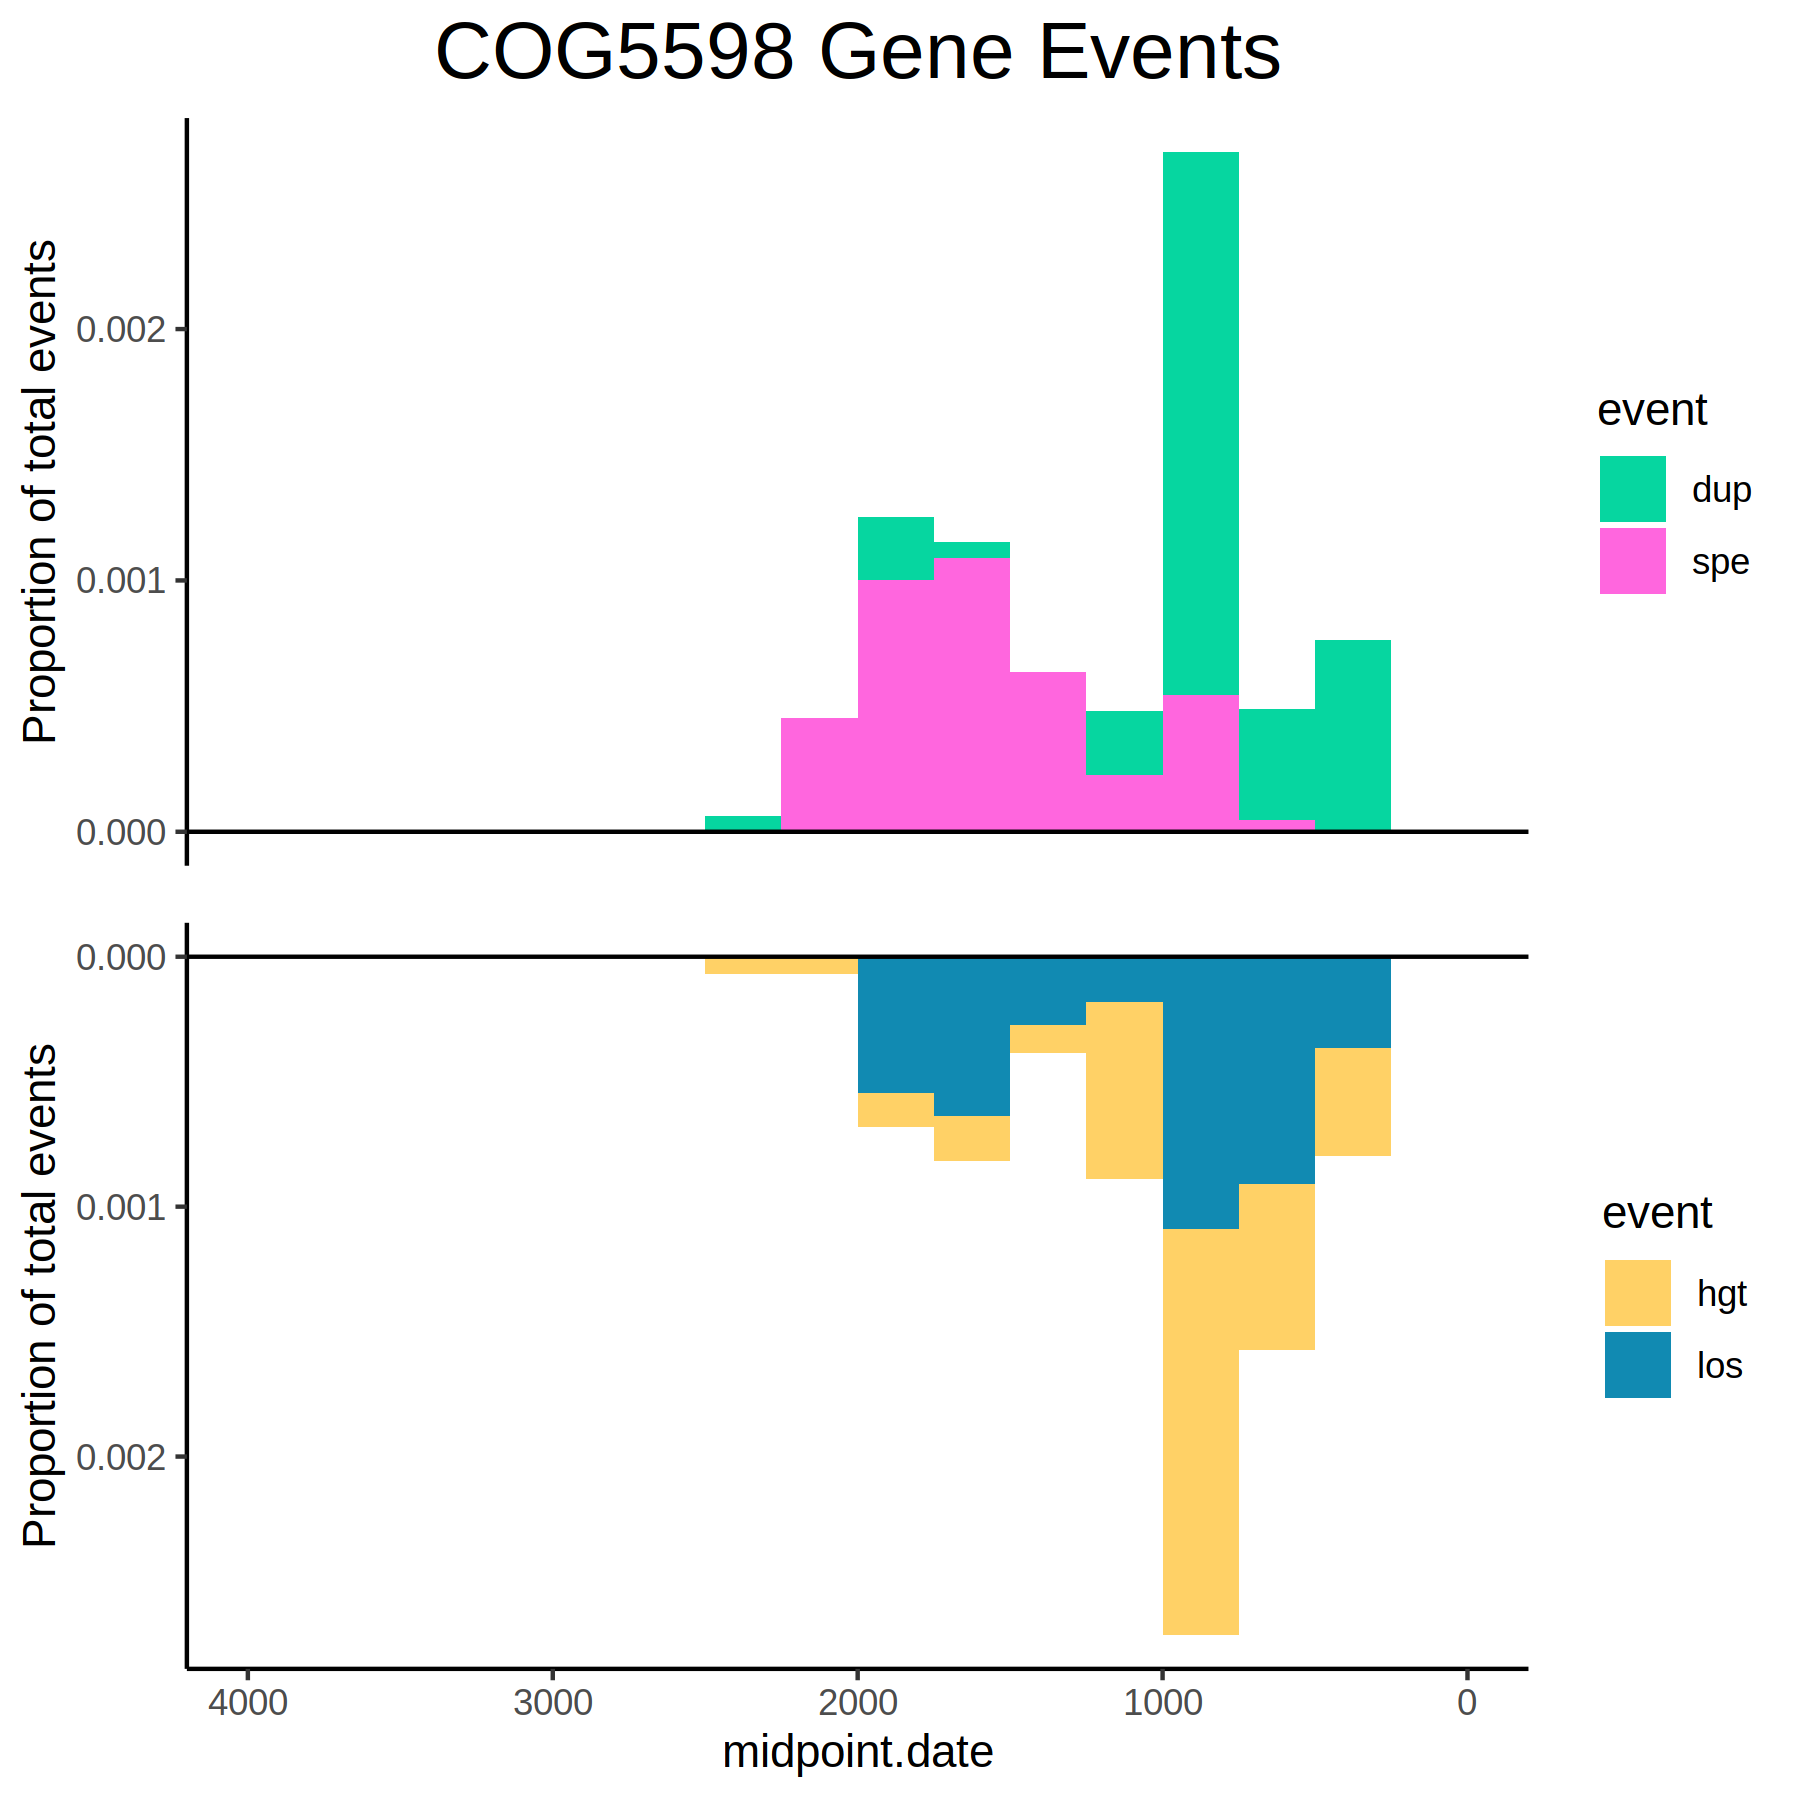 COG5598 Gene Events
Proportion of total events
0.002
0.001
0.000
event
dup
spe
Proportion of total events
0.000
0.001
0.002
event
hgt
los
4000 3000 2000 1000 0
midpoint.date